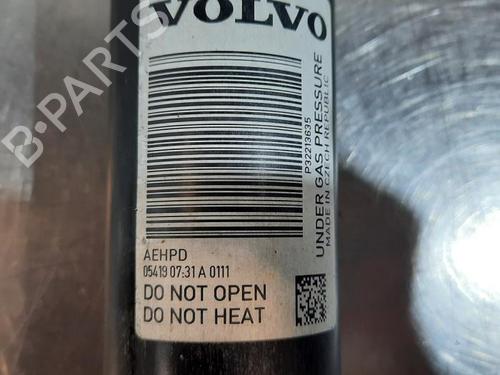 VOLVO
P32213635
UNDER GAS PRESSURE
MADE IN CZECH REPUBLIC
AEHPD
05419 07:31 A 0111
DO NOT OPEN
DO NOT HEAT
B-PARTS